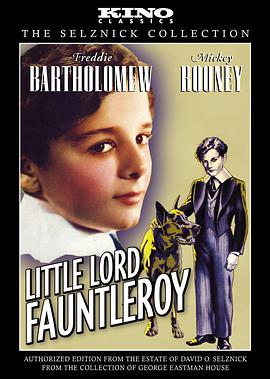 KINO
CLASSICS
THE SELZNICK COLLECTION
Freddie Mickey
BARTHOLOMEW ROONEY
LITTLE LORD
FAUNTLEROY
AUTHORIZED EDITION FROM THE ESTATE OF DAVID O. SELZNICK
FROM THE COLLECTION OF GEORGE EASTMAN HOUSE